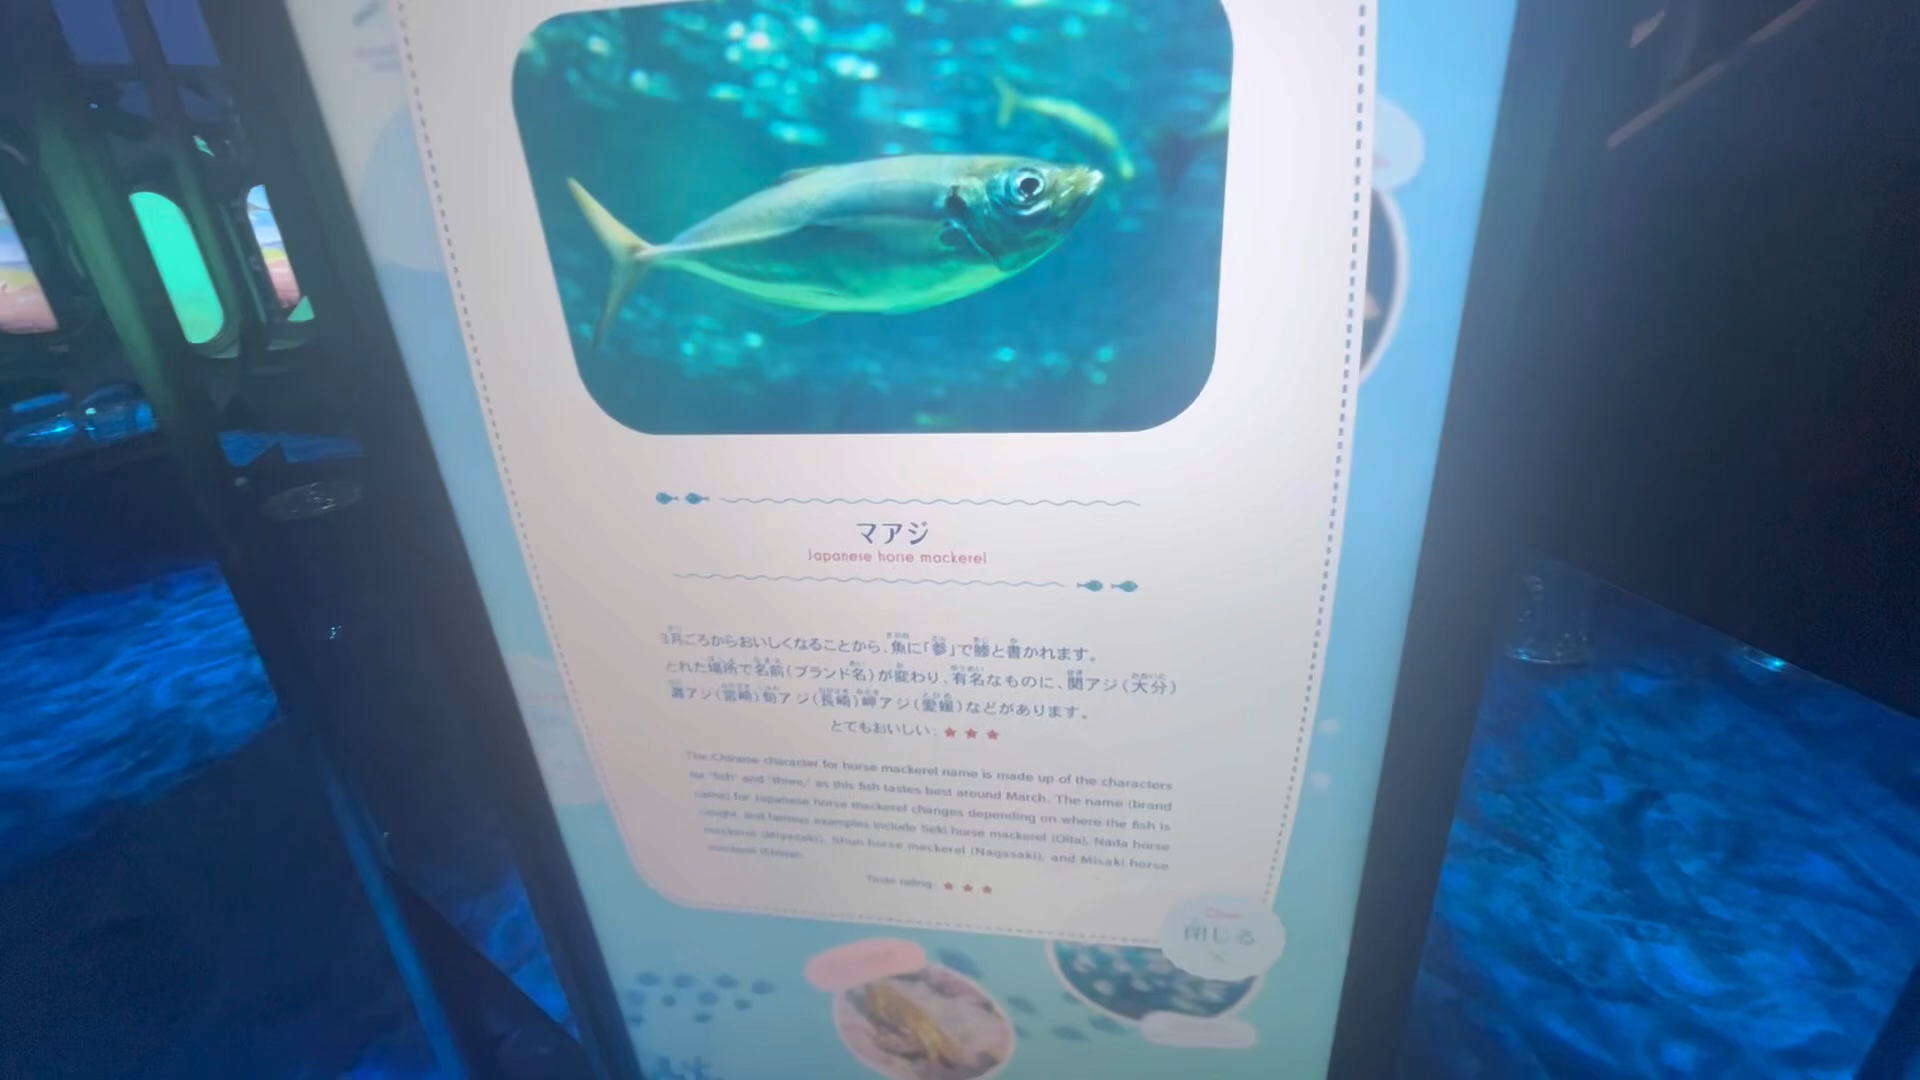 マアジ
Japanese horse mackerel
3月ごろからおいしくなることから、魚に「参」で鯵と書かれます。
とれた場所で名前(ブランド名)が変わり、有名なものに、関アジ(大分)
灘アジ(宮崎)旬アジ(長崎)岬アジ(愛媛)などがあります。
とてもおいしい:★★★
The Chinese character for horse mackerel name is made up of the characters
for "fish" and "three," as this fish tastes best around March. The name (brand
name) for Japanese horse mackerel changes depending on where the fish is
caught, and famous examples include Seki horse mackerel (Oita), Nada horse
mackerel (Miyazaki), Shun horse mackerel (Nagasaki), and Misaki horse
mackerel (Ehime).
Taste rating: ★★★
Close
閉じる
×